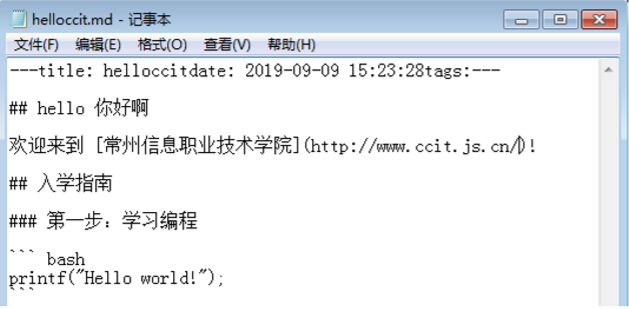 helloccit.md - 记事本
文件(F) 编辑(E) 格式(O) 查看(V) 帮助(H)
---title: helloccitdate: 2019-09-09 15:23:28tags:---
## hello 你好啊
欢迎来到 [常州信息职业技术学院](http://www.ccit.js.cn/)!
## 入学指南
### 第一步：学习编程
``` bash
printf("Hello world!");
```